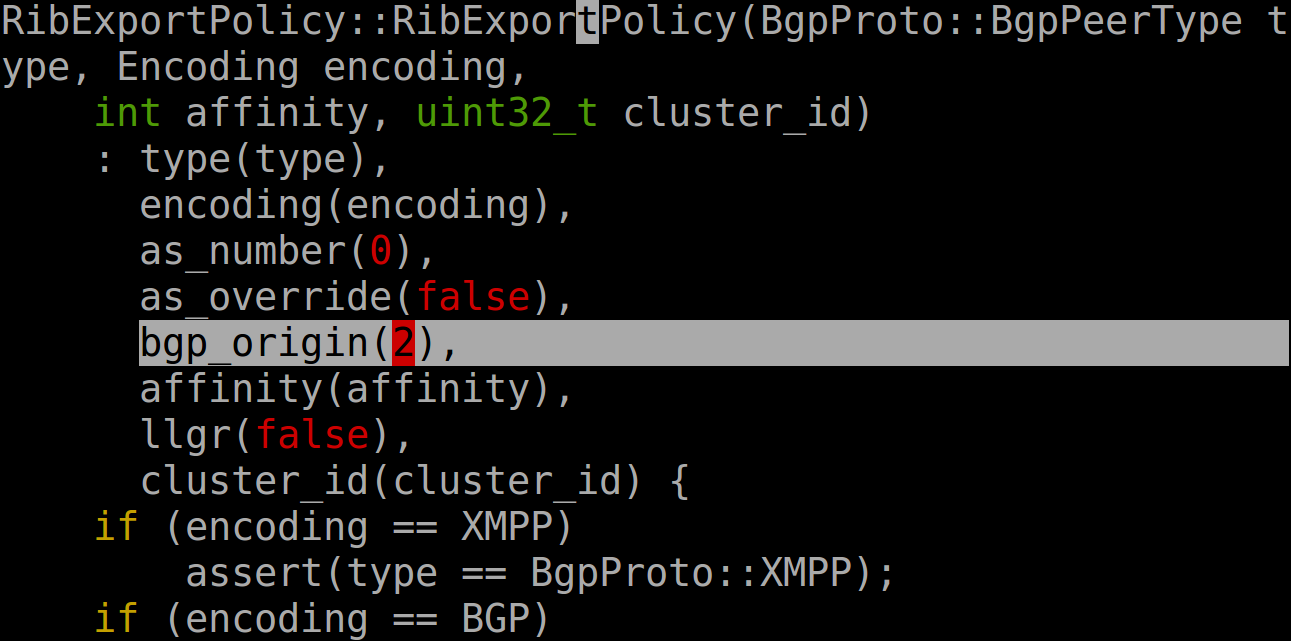 RibExportPolicy::RibExportPolicy(BgpProto::BgpPeerType t
ype, Encoding encoding,
    int affinity, uint32_t cluster_id)
    : type(type),
      encoding(encoding),
      as_number(0),
      as_override(false),
      bgp_origin(2),
      affinity(affinity),
      llgr(false),
      cluster_id(cluster_id) {
    if (encoding == XMPP)
        assert(type == BgpProto::XMPP);
    if (encoding == BGP)